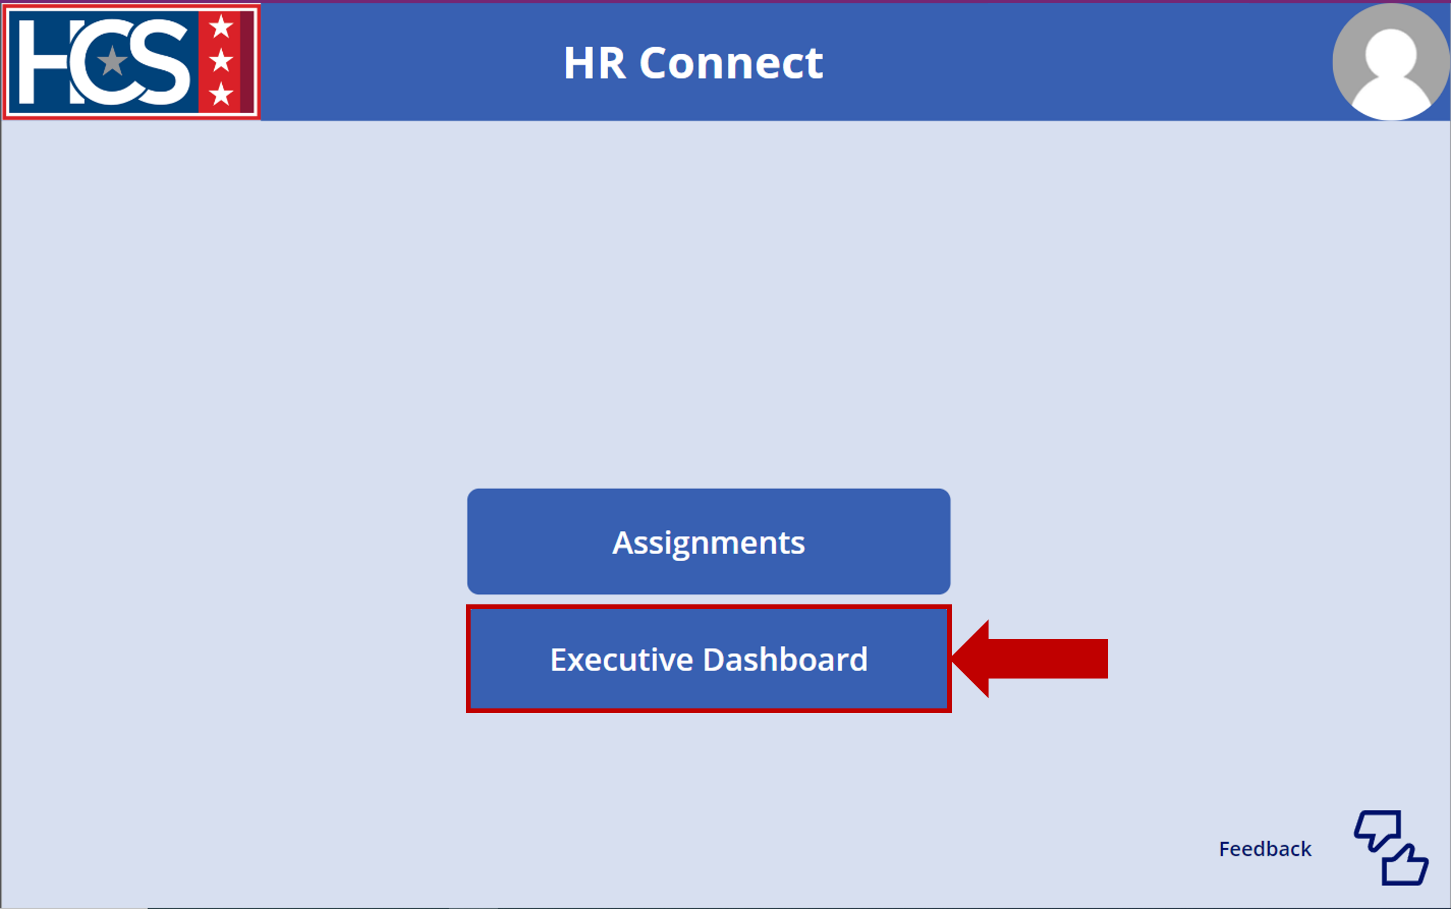 HCS
HR Connect
Assignments
Executive Dashboard
Feedback